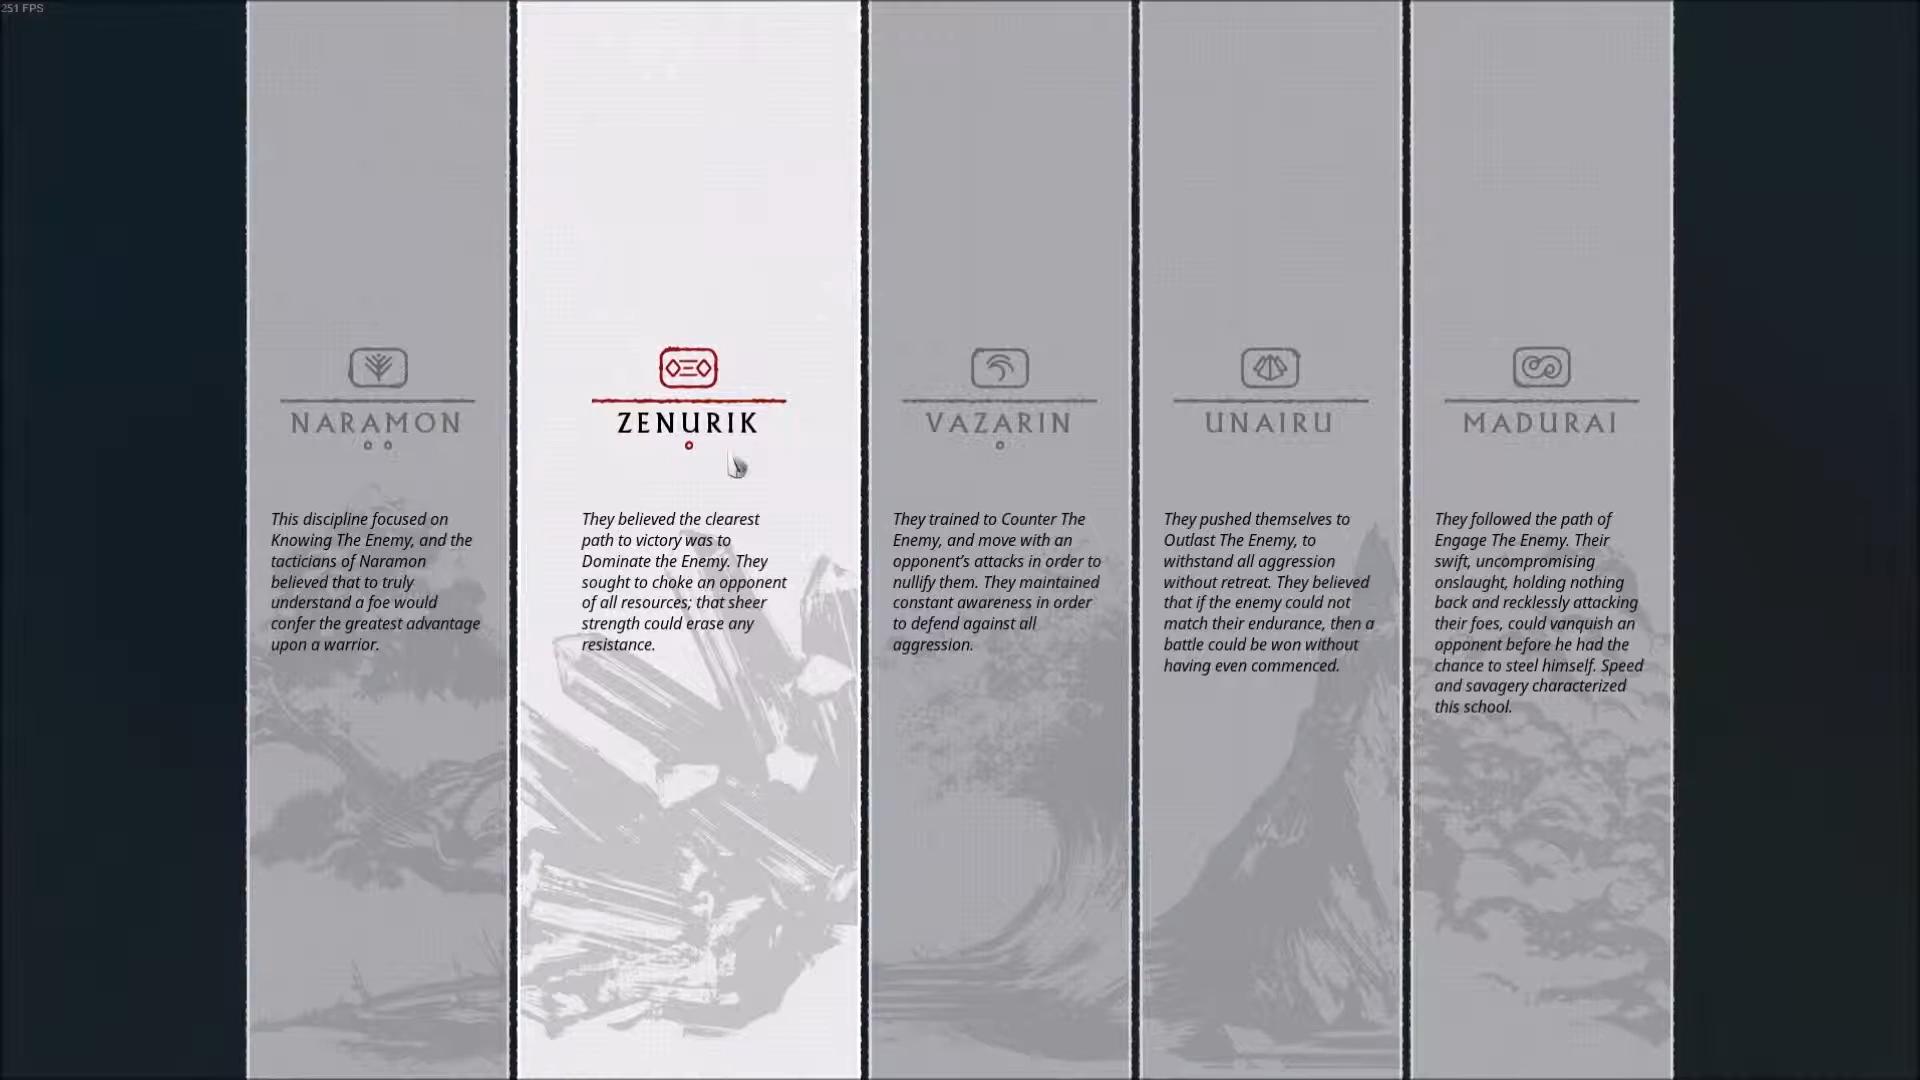 251 FPS
NARAMON
This discipline focused on
Knowing The Enemy, and the
tacticians of Naramon
believed that to truly
understand a foe would
confer the greatest advantage
upon a warrior.
ZENURIK
They believed the clearest
path to victory was to
Dominate the Enemy. They
sought to choke an opponent
of all resources; that sheer
strength could erase any
resistance.
VAZARIN
They trained to Counter The
Enemy, and move with an
opponent’s attacks in order to
nullify them. They maintained
constant awareness in order
to defend against all
aggression.
UNAIRU
They pushed themselves to
Outlast The Enemy, to
withstand all aggression
without retreat. They believed
that if the enemy could not
match their endurance, then a
battle could be won without
having even commenced.
MADURAI
They followed the path of
Engage The Enemy. Their
swift, uncompromising
onslaught, holding nothing
back and recklessly attacking
their foes, could vanquish an
opponent before he had the
chance to steel himself. Speed
and savagery characterized
this school.